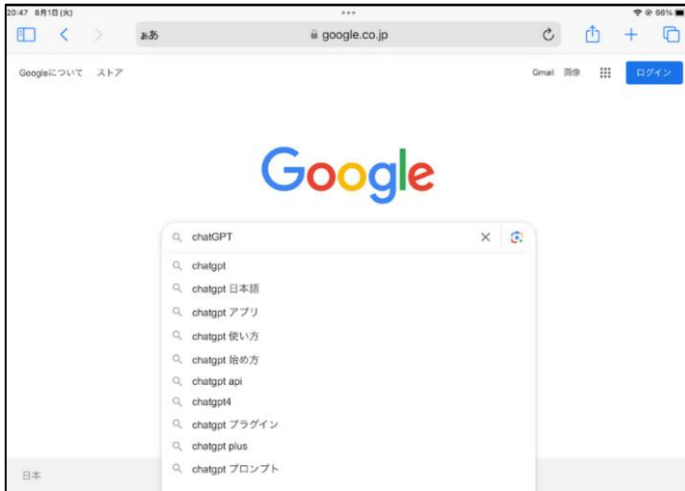 20:47 8月1日(火)
66%
ぁあ
google.co.jp
Googleについて ストア
Gmail 画像
ログイン
Google
chatGPT
chatgpt
chatgpt 日本語
chatgpt アプリ
chatgpt 使い方
chatgpt 始め方
chatgpt api
chatgpt4
chatgpt プラグイン
chatgpt plus
chatgpt プロンプト
日本